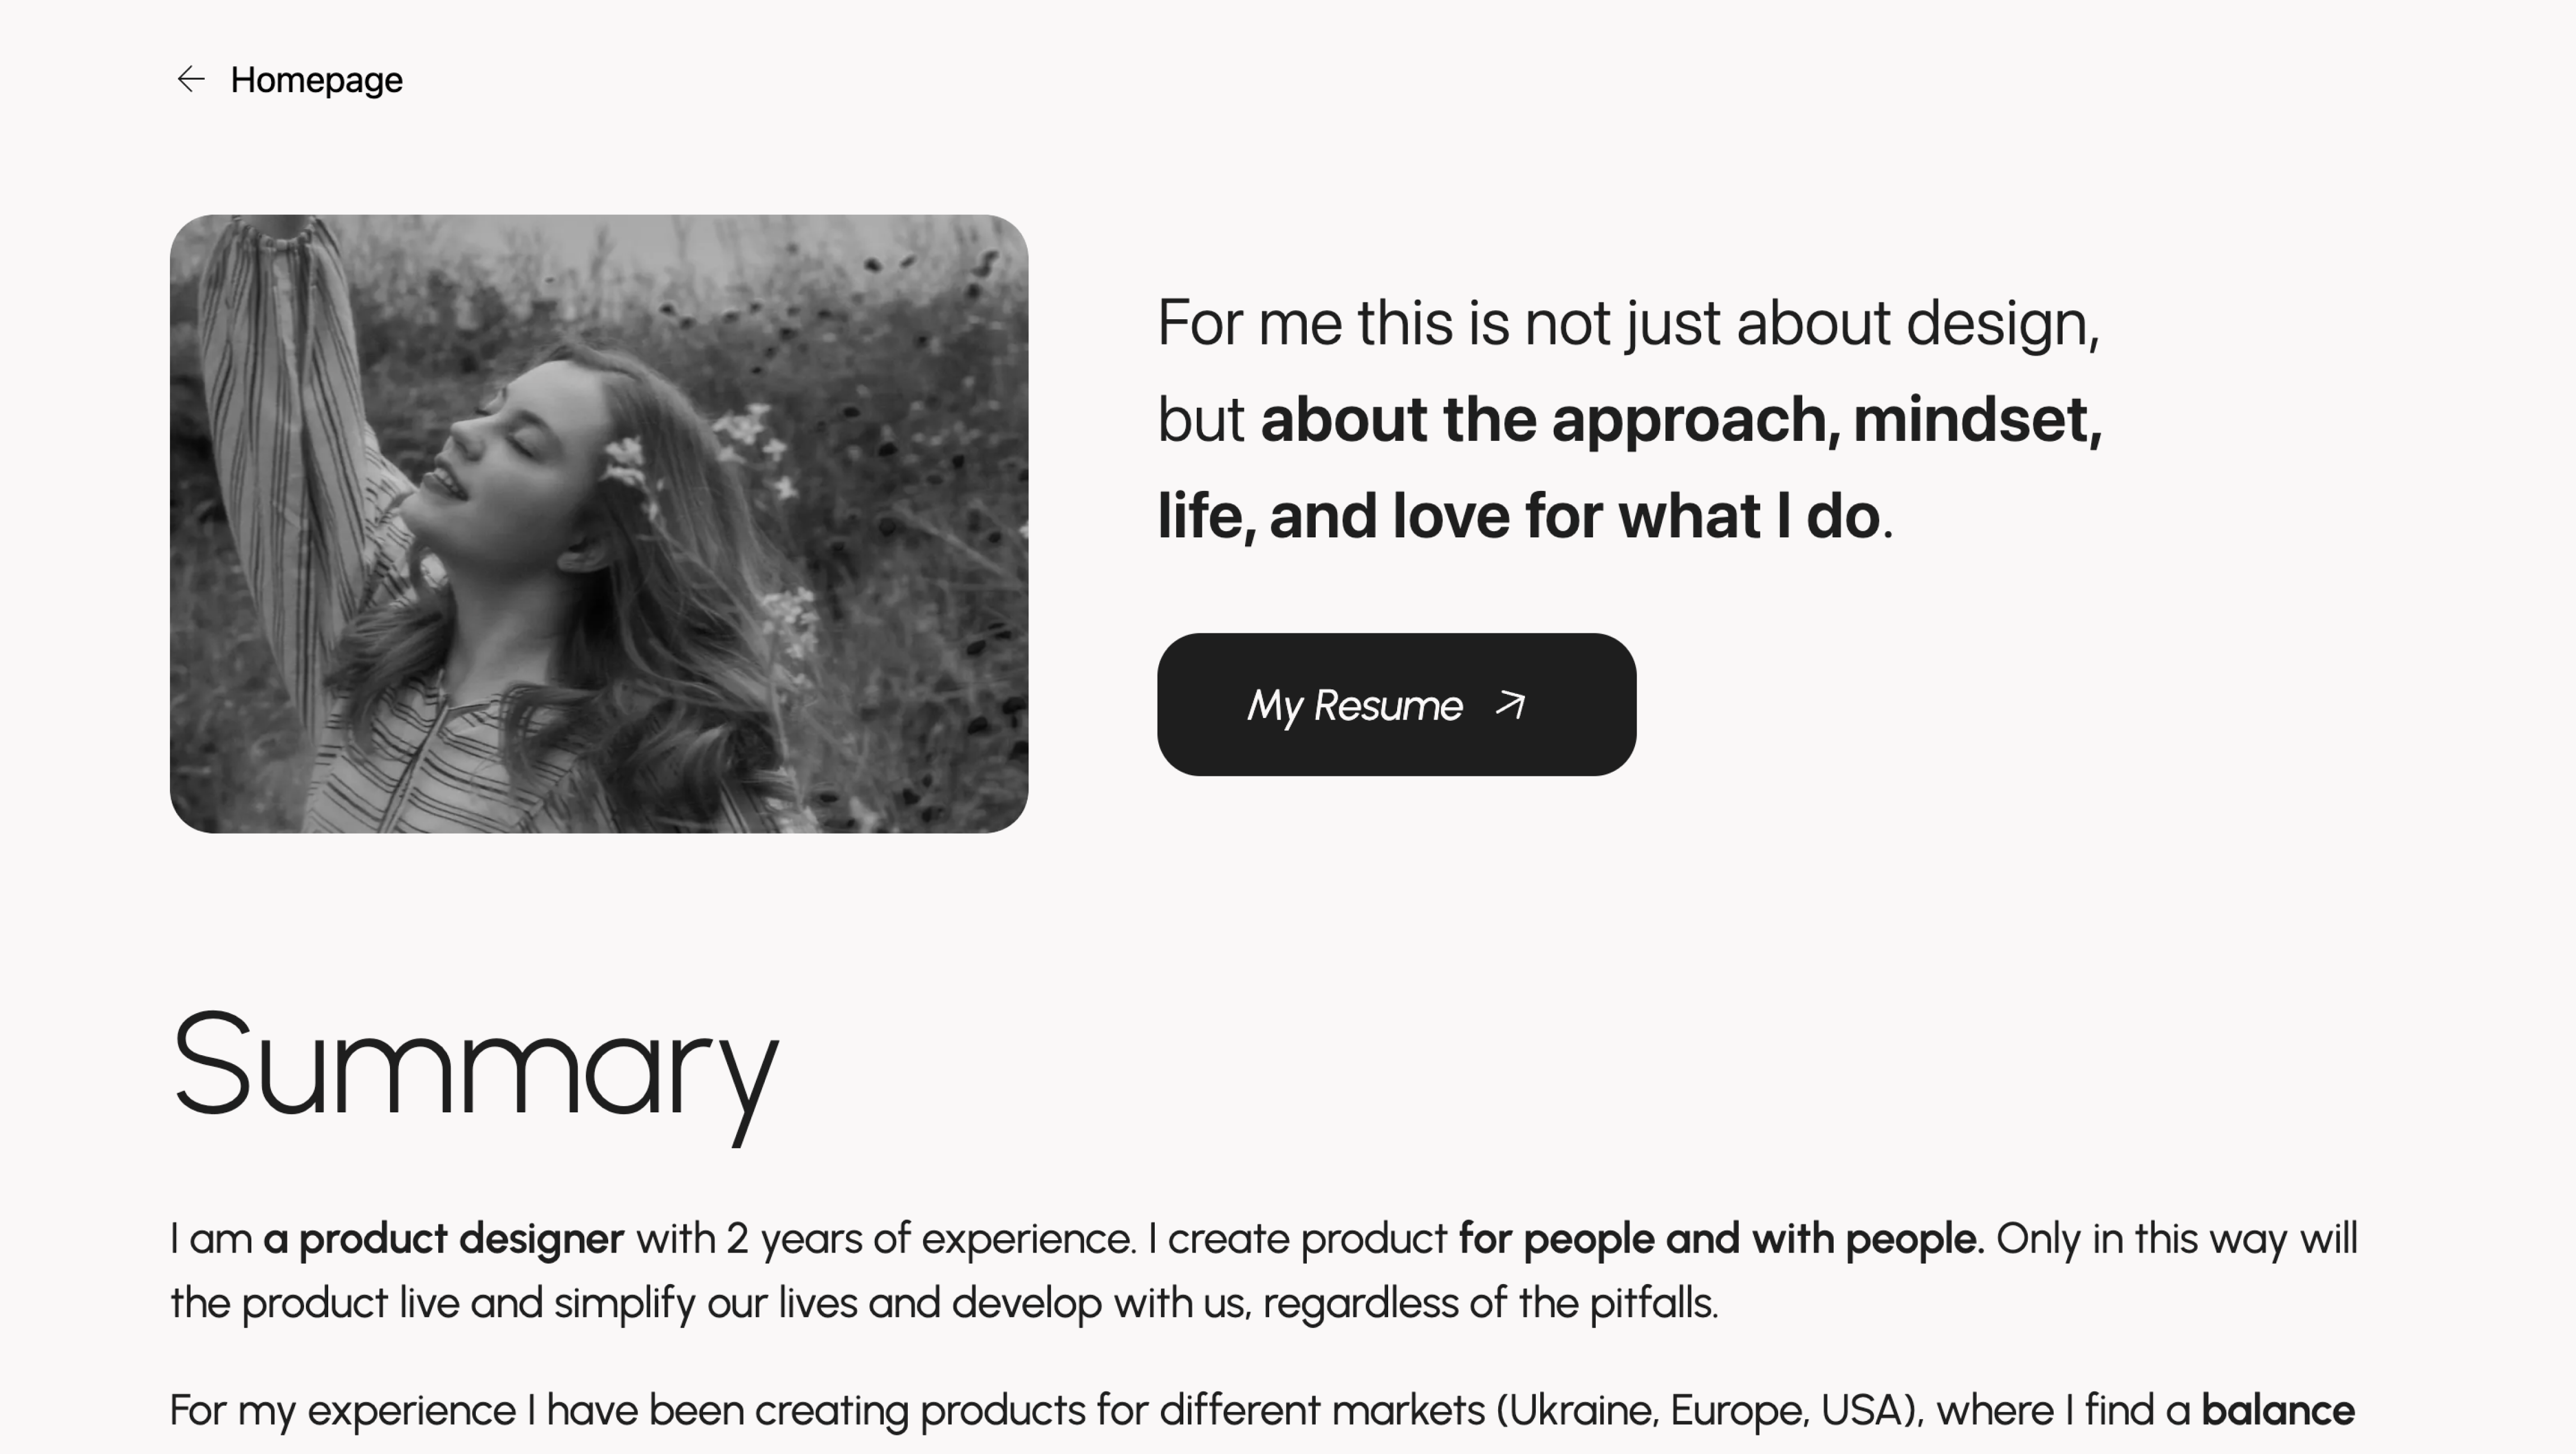 Homepage
For me this is not just about design,
but about the approach, mindset,
life, and love for what I do.
My Resume
Summary
I am a product designer with 2 years of experience. I create product for people and with people. Only in this way will
the product live and simplify our lives and develop with us, regardless of the pitfalls.
For my experience I have been creating products for different markets (Ukraine, Europe, USA), where I find a balance